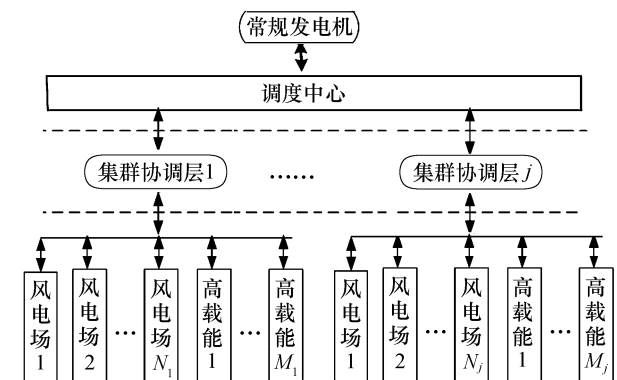 常规发电机
调度中心
集群协调层1 …… 集群协调层 j
风电场1 风电场2 … 风电场N₁ 高载能1 … 高载能M₁ 风电场1 风电场2 … 风电场Nⱼ 高载能1 … 高载能Mⱼ